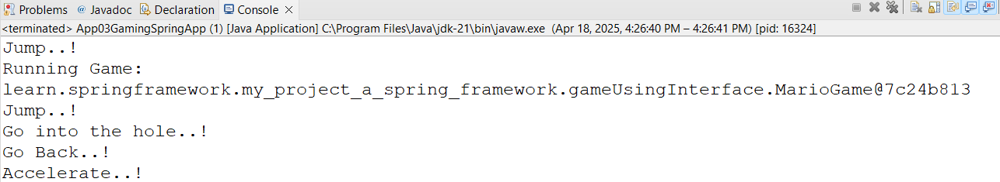 Problems @ Javadoc Declaration Console
<terminated> App03GamingSpringApp (1) [Java Application] C:\Program Files\Java\jdk-21\bin\javaw.exe (Apr 18, 2025, 4:26:40 PM – 4:26:41 PM) [pid: 16324]
Jump..!
Running Game:
learn.springframework.my_project_a_spring_framework.gameUsingInterface.MarioGame@7c24b813
Jump..!
Go into the hole..!
Go Back..!
Accelerate..!